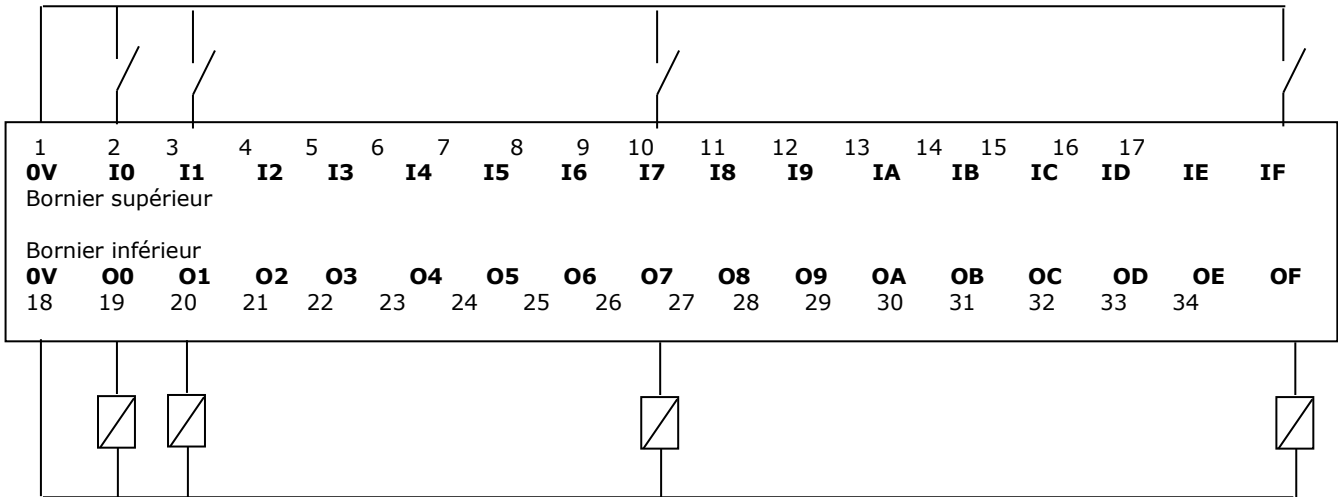 1 2 3 4 5 6 7 8 9 10 11 12 13 14 15 16 17
0V I0 I1 I2 I3 I4 I5 I6 I7 I8 I9 IA IB IC ID IE IF
Bornier supérieur
Bornier inférieur
0V O0 O1 O2 O3 O4 O5 O6 O7 O8 O9 OA OB OC OD OE OF
18 19 20 21 22 23 24 25 26 27 28 29 30 31 32 33 34